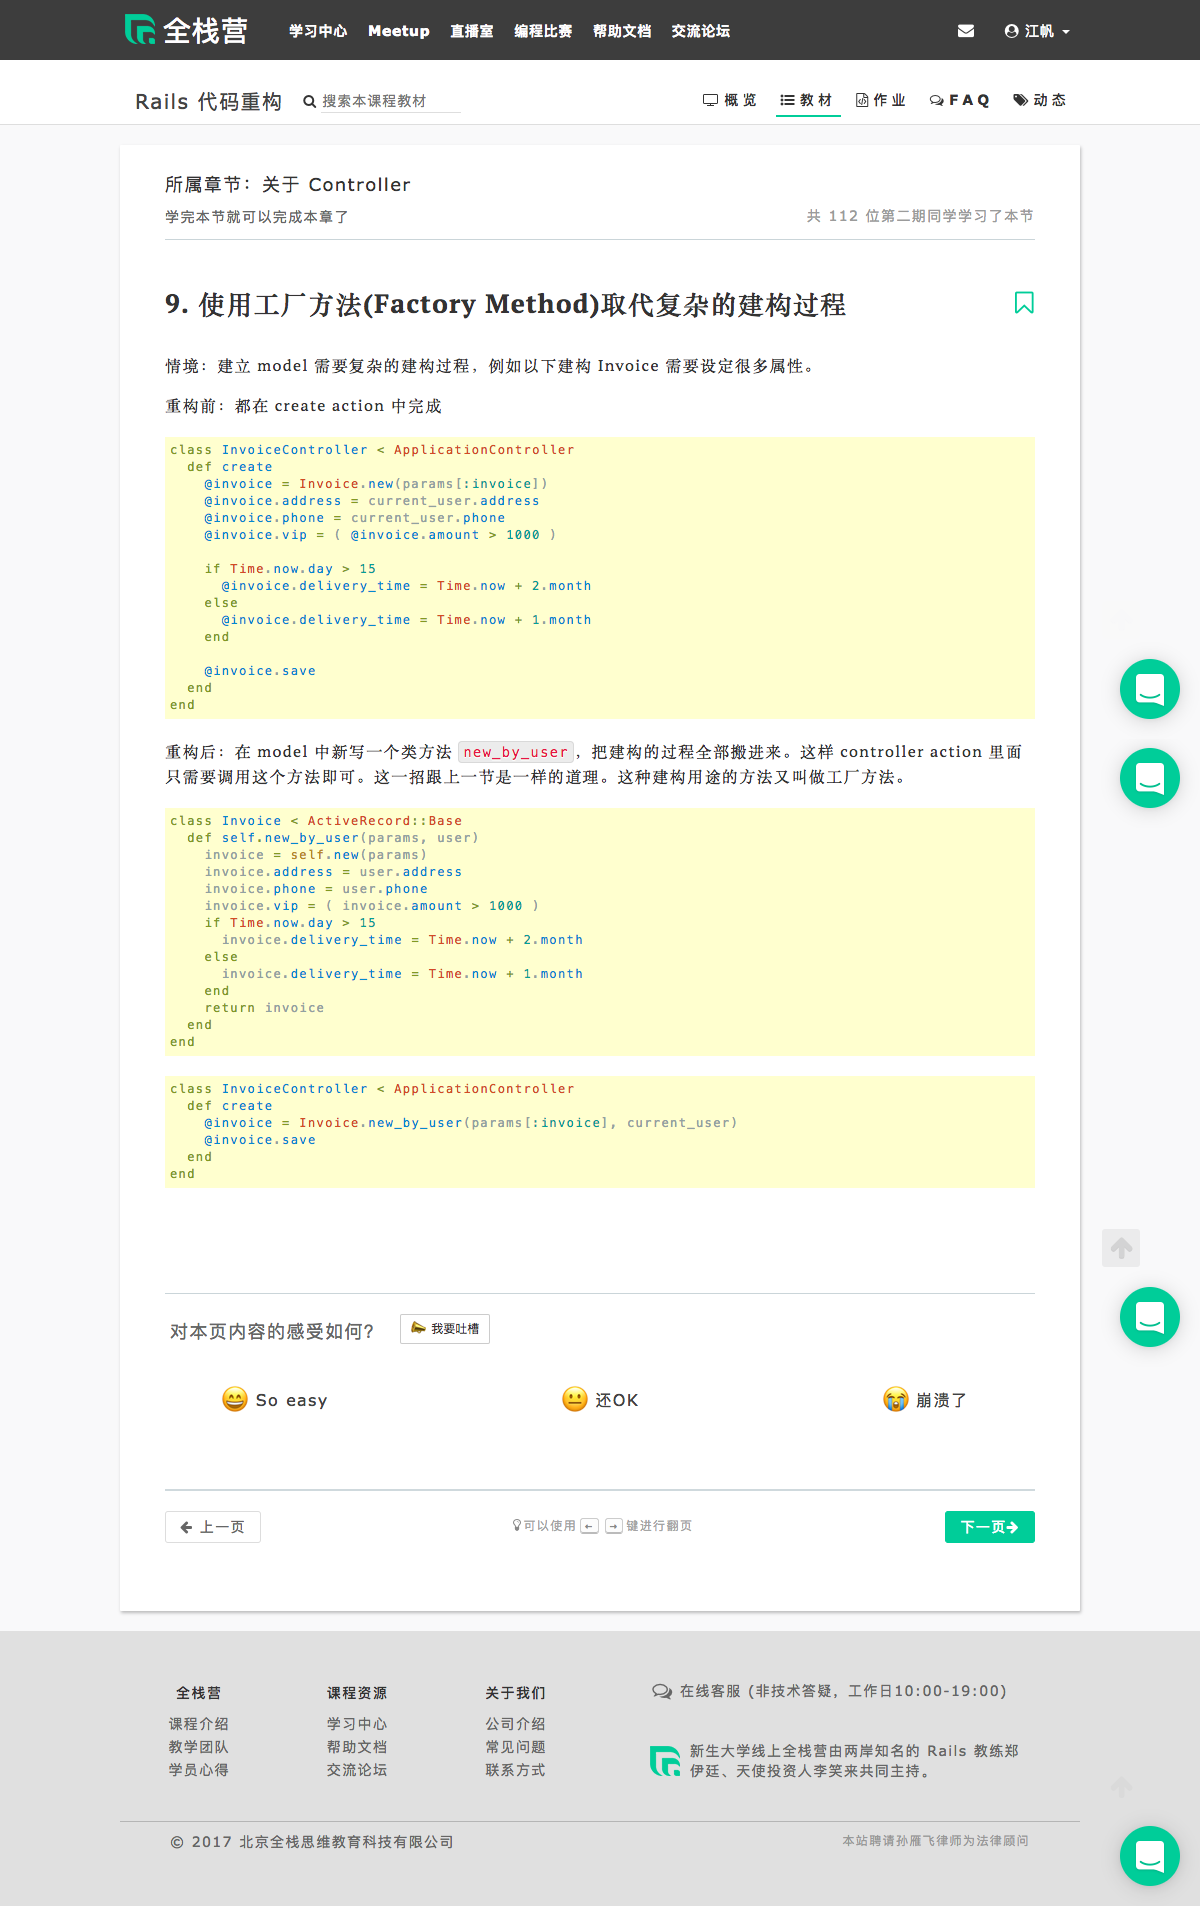 全栈营 学习中心 Meetup 直播室 编程比赛 帮助文档 交流论坛 江帆
Rails 代码重构 搜索本课程教材 概览 教材 作业 FAQ 动态
所属章节：关于 Controller
学完本节就可以完成本章了 共 112 位第二期同学学习了本节
9. 使用工厂方法(Factory Method)取代复杂的建构过程
情境：建立 model 需要复杂的建构过程，例如以下建构 Invoice 需要设定很多属性。
重构前：都在 create action 中完成
class InvoiceController < ApplicationController
  def create
    @invoice = Invoice.new(params[:invoice])
    @invoice.address = current_user.address
    @invoice.phone = current_user.phone
    @invoice.vip = ( @invoice.amount > 1000 )

    if Time.now.day > 15
      @invoice.delivery_time = Time.now + 2.month
    else
      @invoice.delivery_time = Time.now + 1.month
    end

    @invoice.save
  end
end
重构后：在 model 中新写一个类方法 new_by_user，把建构的过程全部搬进来。这样 controller action 里面
只需要调用这个方法即可。这一招跟上一节是一样的道理。这种建构用途的方法又叫做工厂方法。
class Invoice < ActiveRecord::Base
  def self.new_by_user(params, user)
    invoice = self.new(params)
    invoice.address = user.address
    invoice.phone = user.phone
    invoice.vip = ( invoice.amount > 1000 )
    if Time.now.day > 15
      invoice.delivery_time = Time.now + 2.month
    else
      invoice.delivery_time = Time.now + 1.month
    end
    return invoice
  end
end
class InvoiceController < ApplicationController
  def create
    @invoice = Invoice.new_by_user(params[:invoice], current_user)
    @invoice.save
  end
end
对本页内容的感受如何? 我要吐槽
So easy 还OK 崩溃了
← 上一页 可以使用 ← → 键进行翻页 下一页→
全栈营 课程资源 关于我们 在线客服 (非技术答疑，工作日10:00-19:00)
课程介绍 学习中心 公司介绍
教学团队 帮助文档 常见问题 新生大学线上全栈营由两岸知名的 Rails 教练郑
学员心得 交流论坛 联系方式 伊廷、天使投资人李笑来共同主持。
© 2017 北京全栈思维教育科技有限公司 本站聘请孙雁飞律师为法律顾问